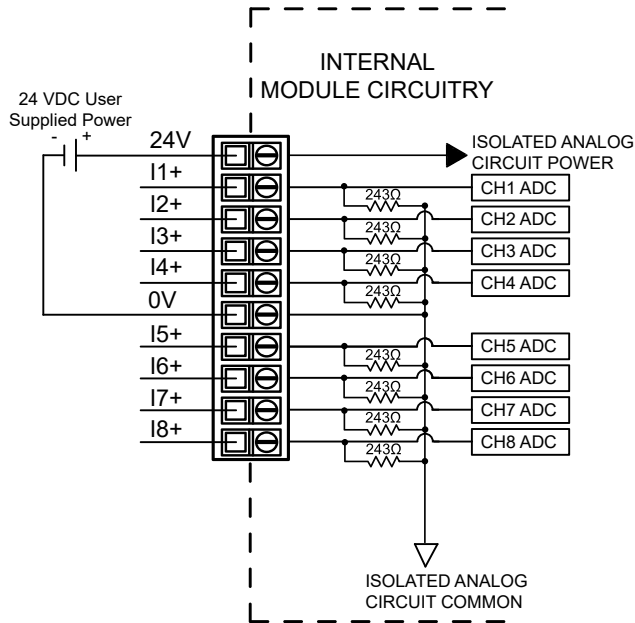 INTERNAL
MODULE CIRCUITRY
24 VDC User
Supplied Power
- +
24V
ISOLATED ANALOG
CIRCUIT POWER
I1+
CH1 ADC
243Ω
I2+
CH2 ADC
243Ω
I3+
CH3 ADC
243Ω
I4+
CH4 ADC
243Ω
0V
I5+
CH5 ADC
243Ω
I6+
CH6 ADC
243Ω
I7+
CH7 ADC
243Ω
I8+
CH8 ADC
243Ω
ISOLATED ANALOG
CIRCUIT COMMON